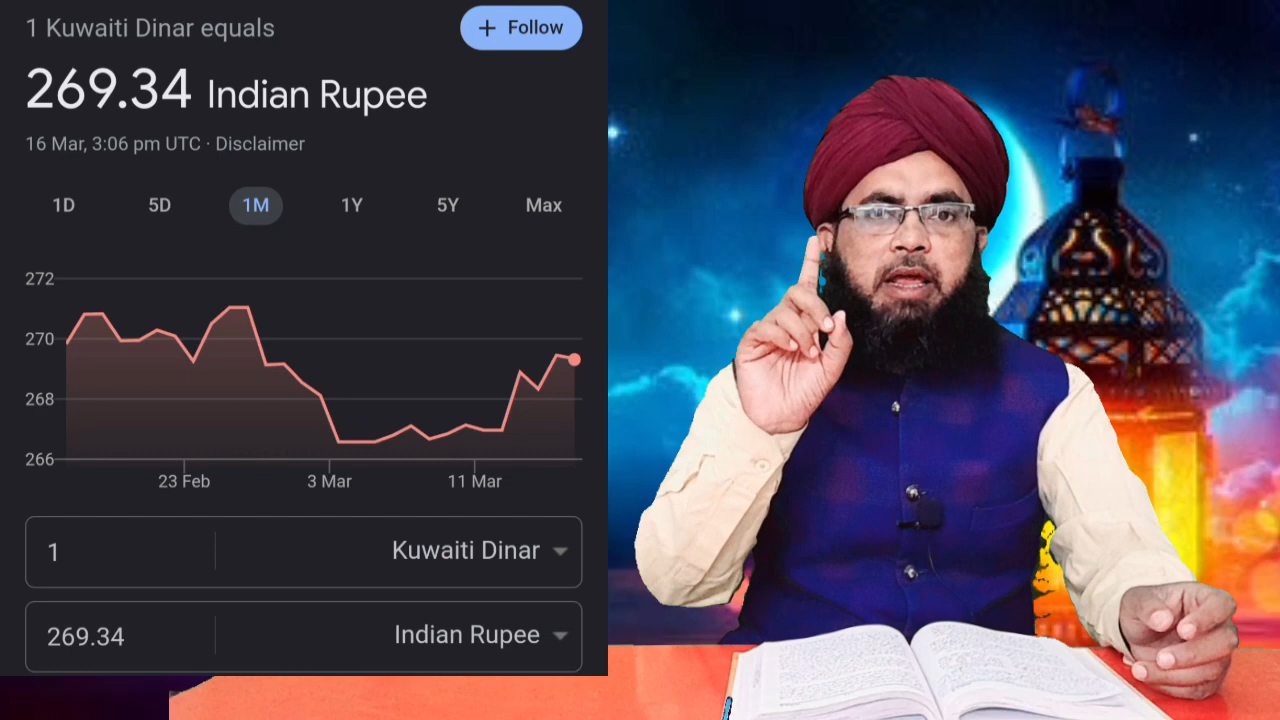 1 Kuwaiti Dinar equals
+ Follow
269.34 Indian Rupee
16 Mar, 3:06 pm UTC · Disclaimer
1D 5D 1M 1Y 5Y Max
272
270
268
266
23 Feb 3 Mar 11 Mar
1 Kuwaiti Dinar
269.34 Indian Rupee